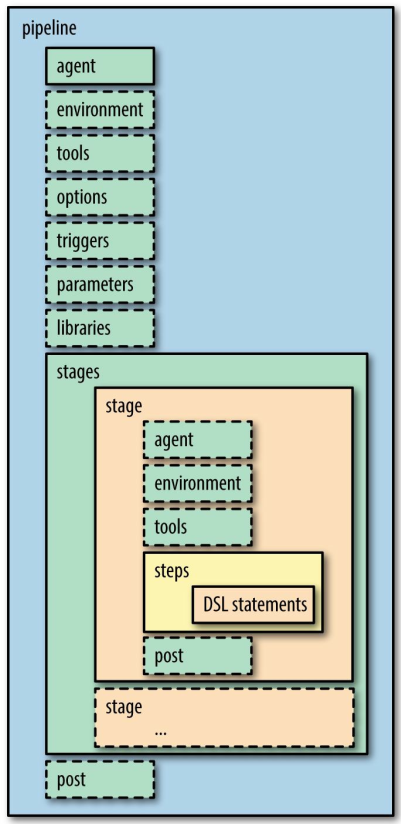 pipeline
agent
environment
tools
options
triggers
parameters
libraries
stages
stage
agent
environment
tools
steps
DSL statements
post
stage
...
post